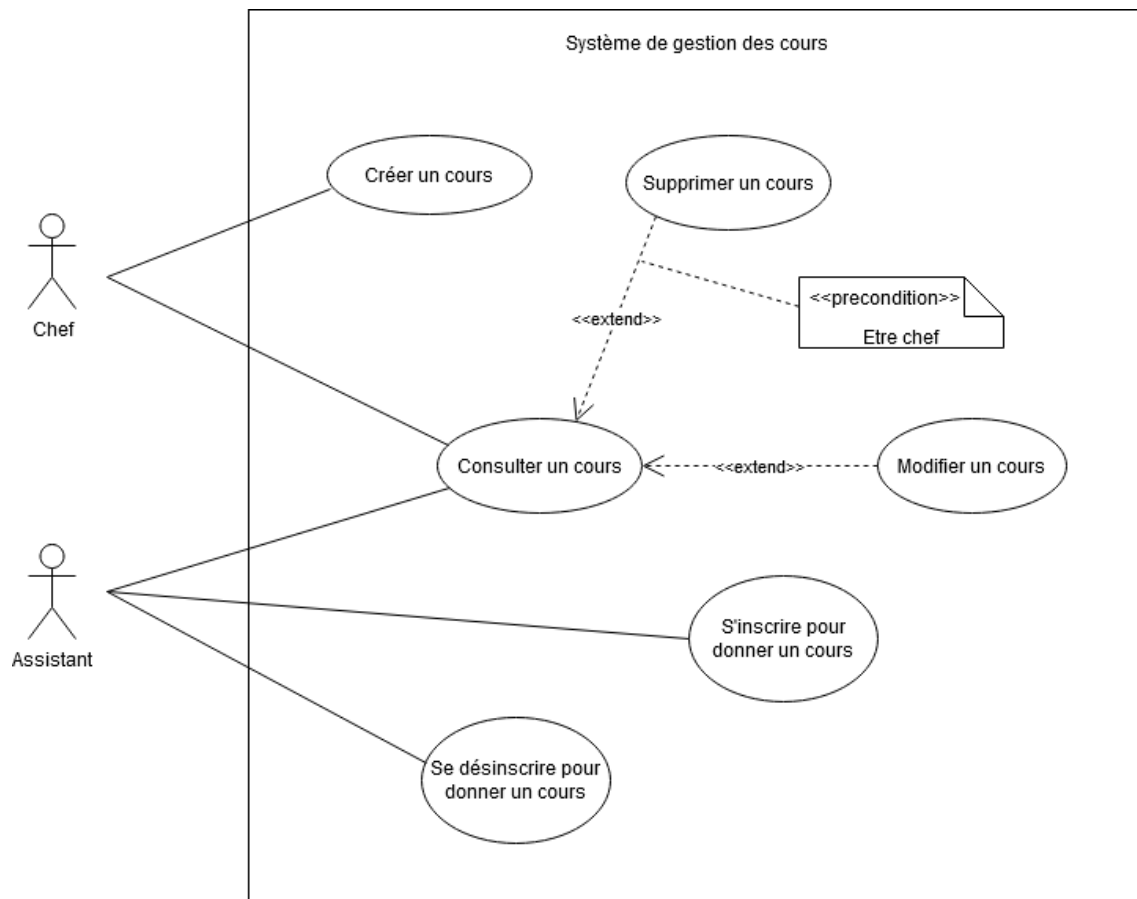 Système de gestion des cours
Créer un cours
Supprimer un cours
<<precondition>>
Etre chef
<<extend>>
Chef
Consulter un cours
<<extend>>
Modifier un cours
S'inscrire pour
donner un cours
Assistant
Se désinscrire pour
donner un cours